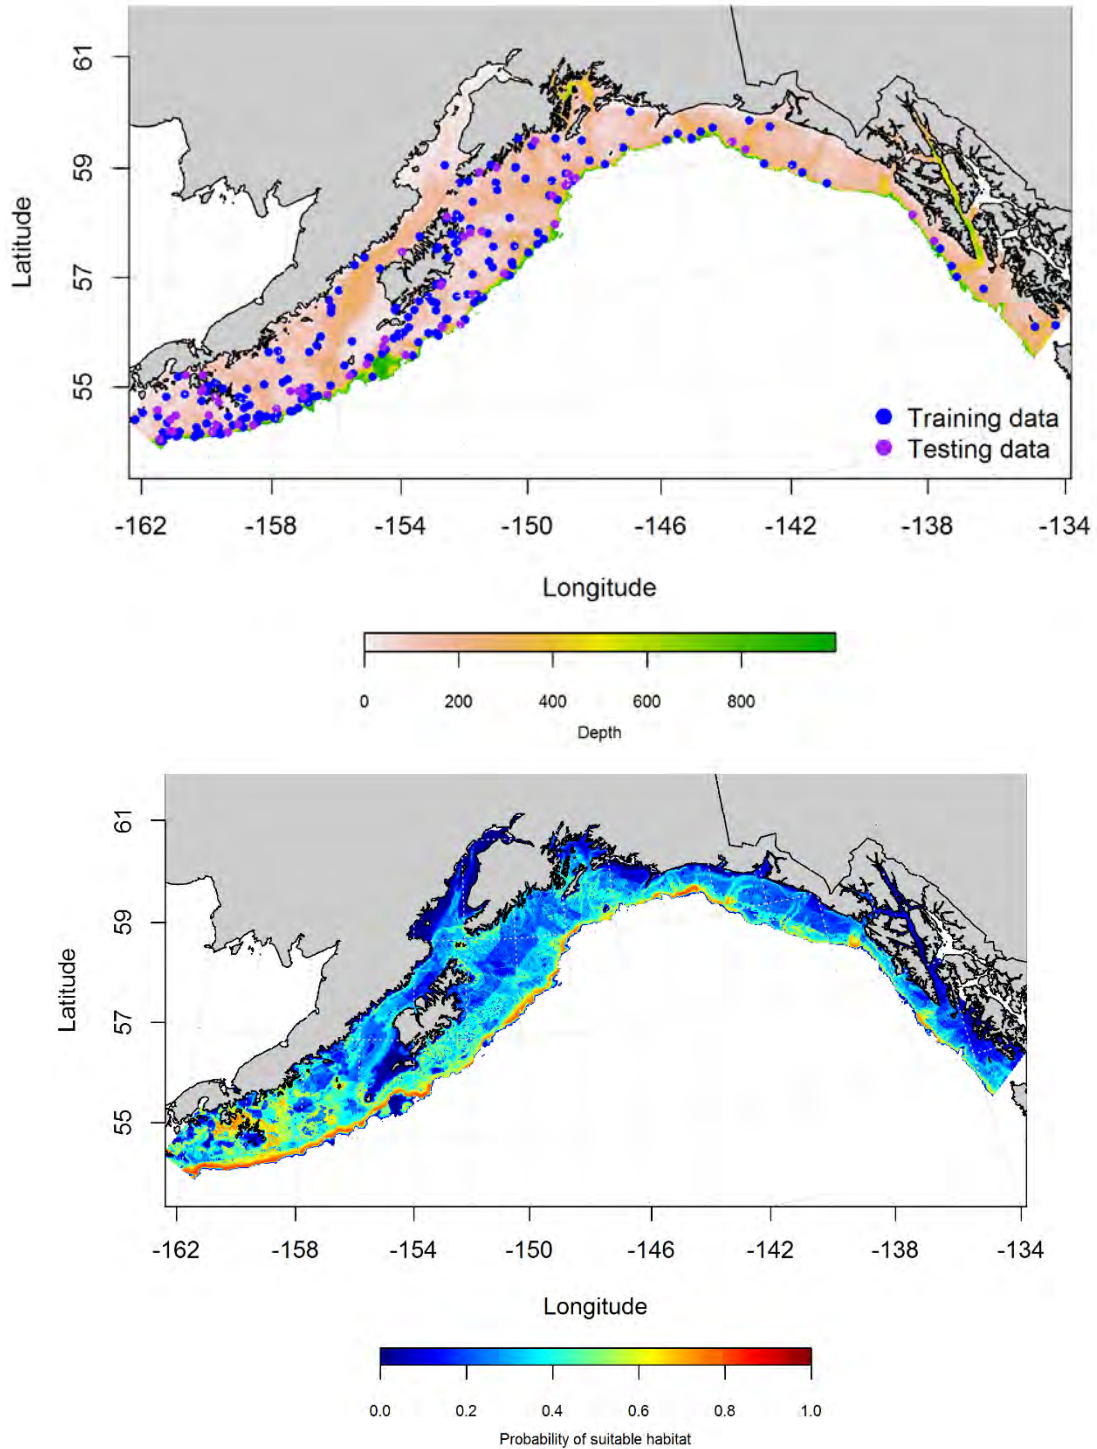 61
59
57
55
Latitude
Training data
Testing data
-162 -158 -154 -150 -146 -142 -138 -134
Longitude
0 200 400 600 800
Depth
61
59
57
55
Latitude
-162 -158 -154 -150 -146 -142 -138 -134
Longitude
0.0 0.2 0.4 0.6 0.8 1.0
Probability of suitable habitat